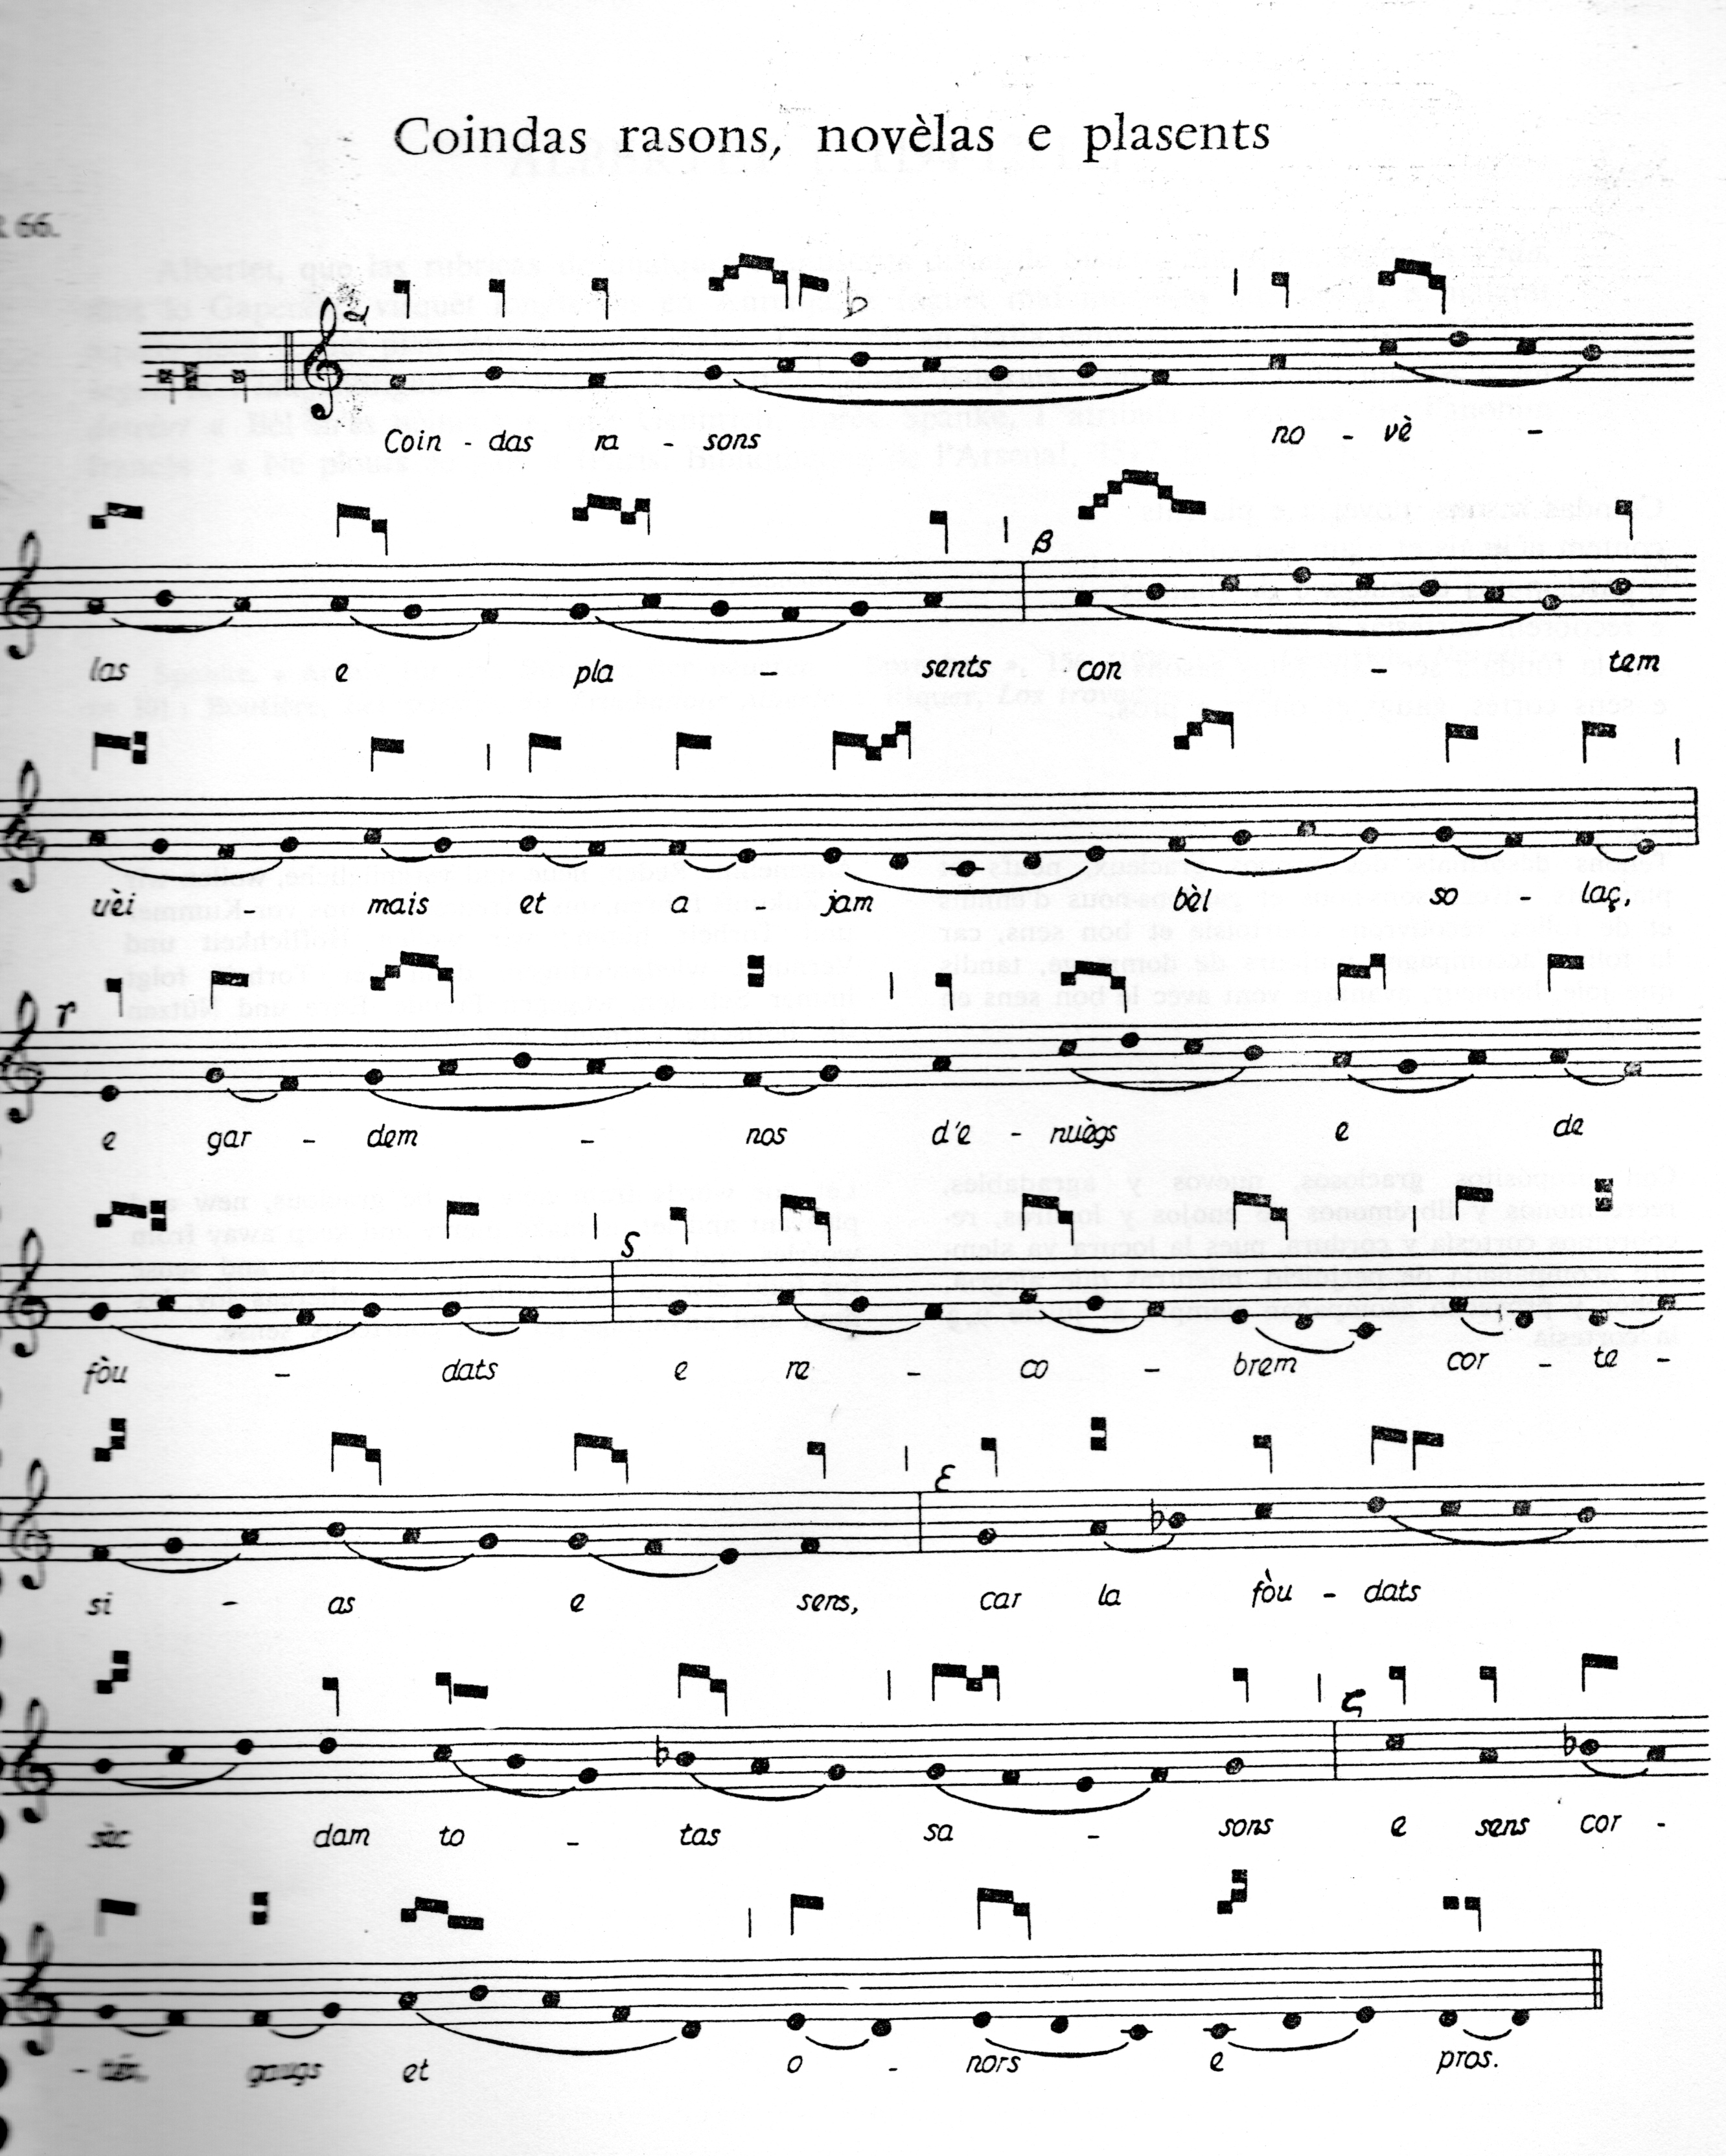 Coindas rasons, novèlas e plasents
66.
α
Coin - das ra - sons no - vè -
β
las e pla - sents con - tem
vèi - mais et a - jam bèl so - laç,
γ
e gar - dem - nos d'e - nuègs e de
δ
fòu - dats e re - co - brem cor - te -
ε
si - as e sens, car la fòu - dats
ζ
sèc dam to - tas sa - sons e sens cor -
gaugs et o - nors e pros.